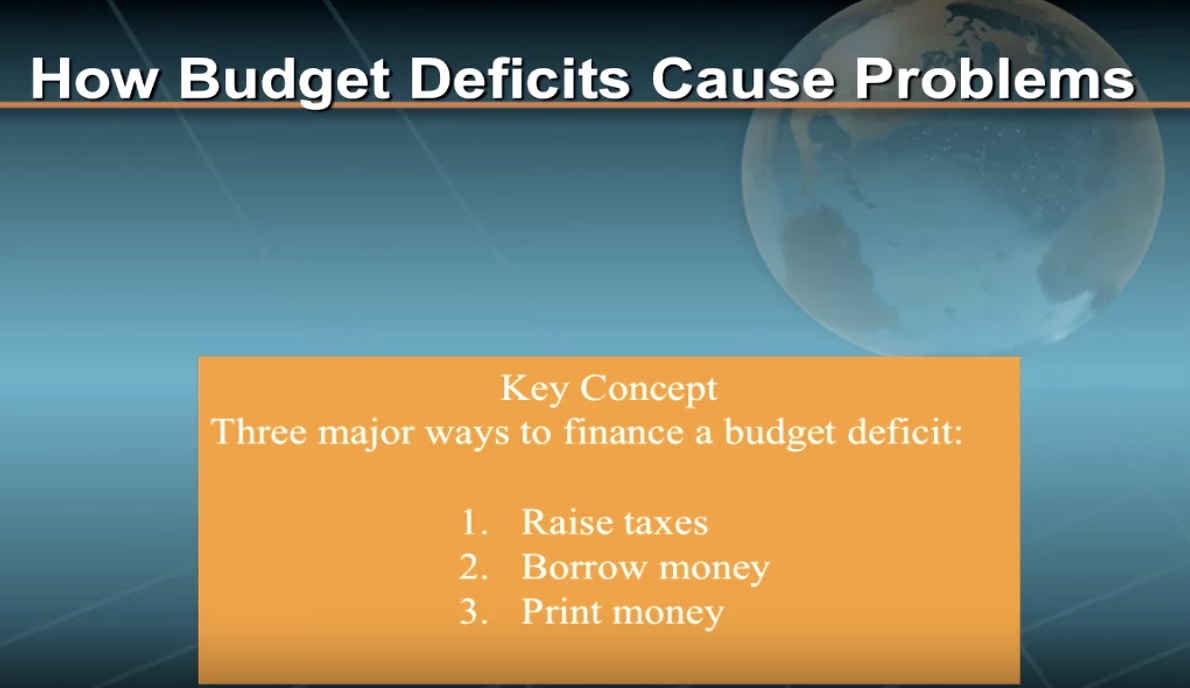 How Budget Deficits Cause Problems
Key Concept
Three major ways to finance a budget deficit:
1. Raise taxes
2. Borrow money
3. Print money